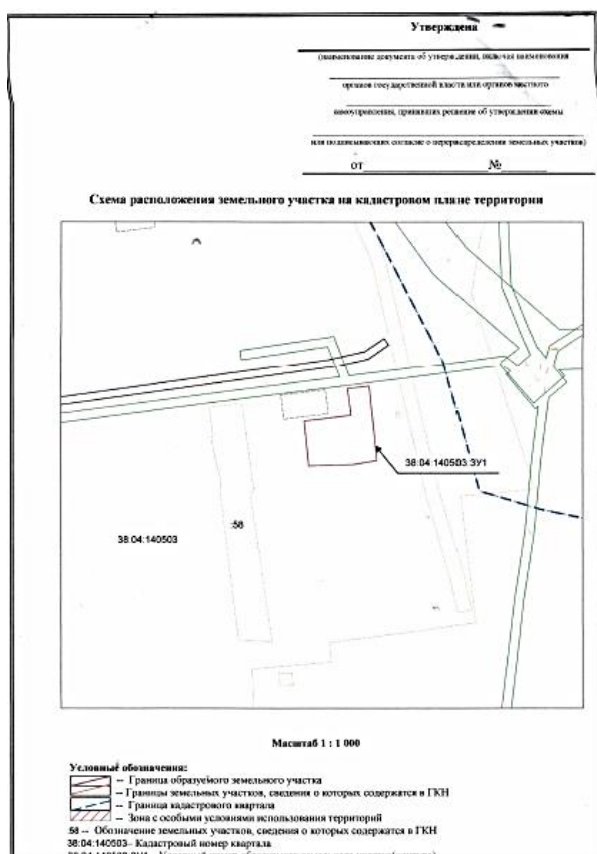 Утверждена
(наименование документа об утверждении, включая наименования
органов государственной власти или органов местного
самоуправления, принявших решение об утверждении схемы
или подписывающих соглашение о перераспределении земельных участков)
от № 
Схема расположения земельного участка на кадастровом плане территории
38:04:140503:ЗУ1
:58
38:04:140503
Масштаб 1 : 1 000
Условные обозначения:
-- Граница образуемого земельного участка
-- Границы земельных участков, сведения о которых содержатся в ГКН
-- Граница кадастрового квартала
-- Зона с особыми условиями использования территорий
:58 -- Обозначение земельных участков, сведения о которых содержатся в ГКН
38:04:140503-- Кадастровый номер квартала